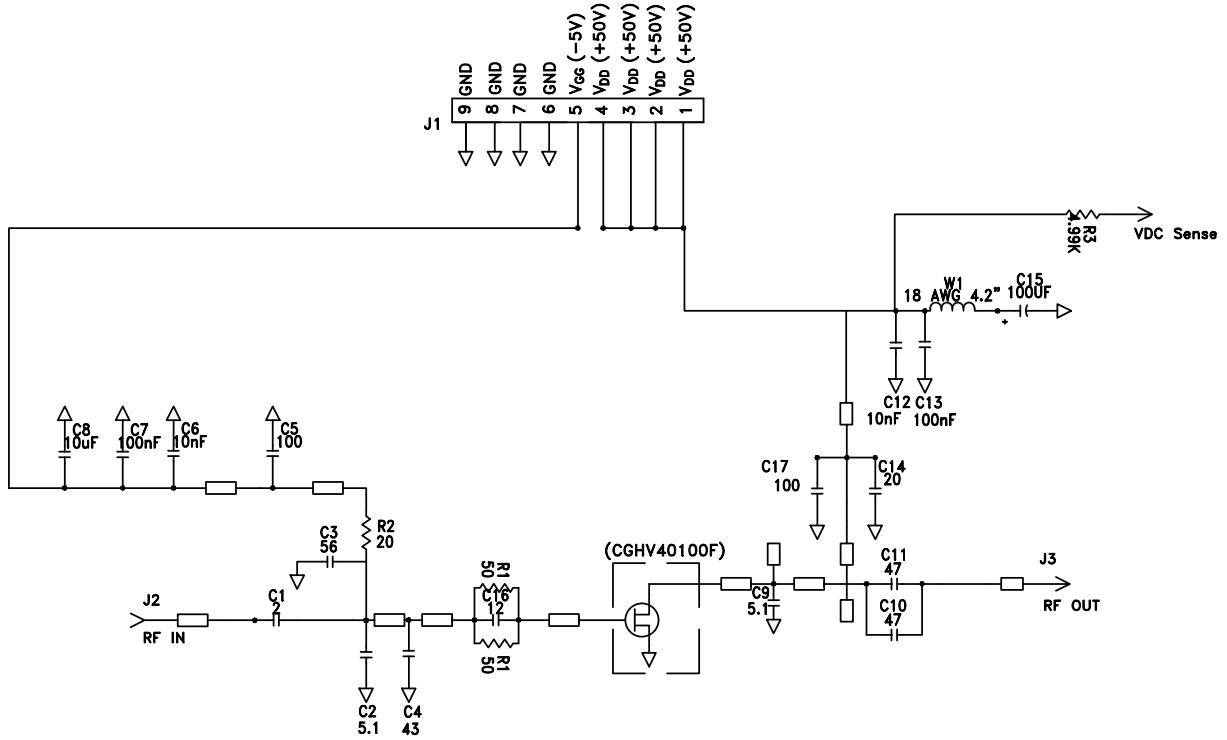 GND
GND
GND
GND
VGG (-5V)
VDD (+50V)
VDD (+50V)
VDD (+50V)
VDD (+50V)
9
8
7
6
5
4
3
2
1
J1
4.99K
R3
VDC Sense
W1
18 AWG 4.2"
C15
100UF
+
C12
10nF
C13
100nF
C8
10uF
C7
100nF
C6
10nF
C5
100
C17
100
C14
20
R2
20
C3
56
(CGHV40100F)
J2
RF IN
C1
2
R1
50
C16
12
R1
50
C9
5.1
C11
47
C10
47
J3
RF OUT
C2
5.1
C4
43